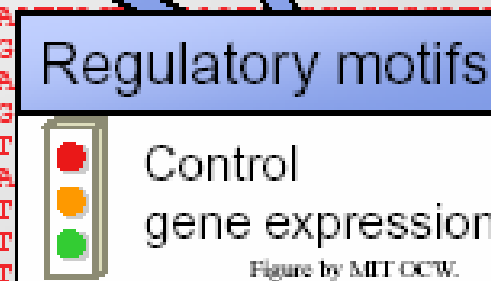 Regulatory motifs
Control
gene expression
Figure by MIT OCW.
A
G
A
G
T
A
T
T
T